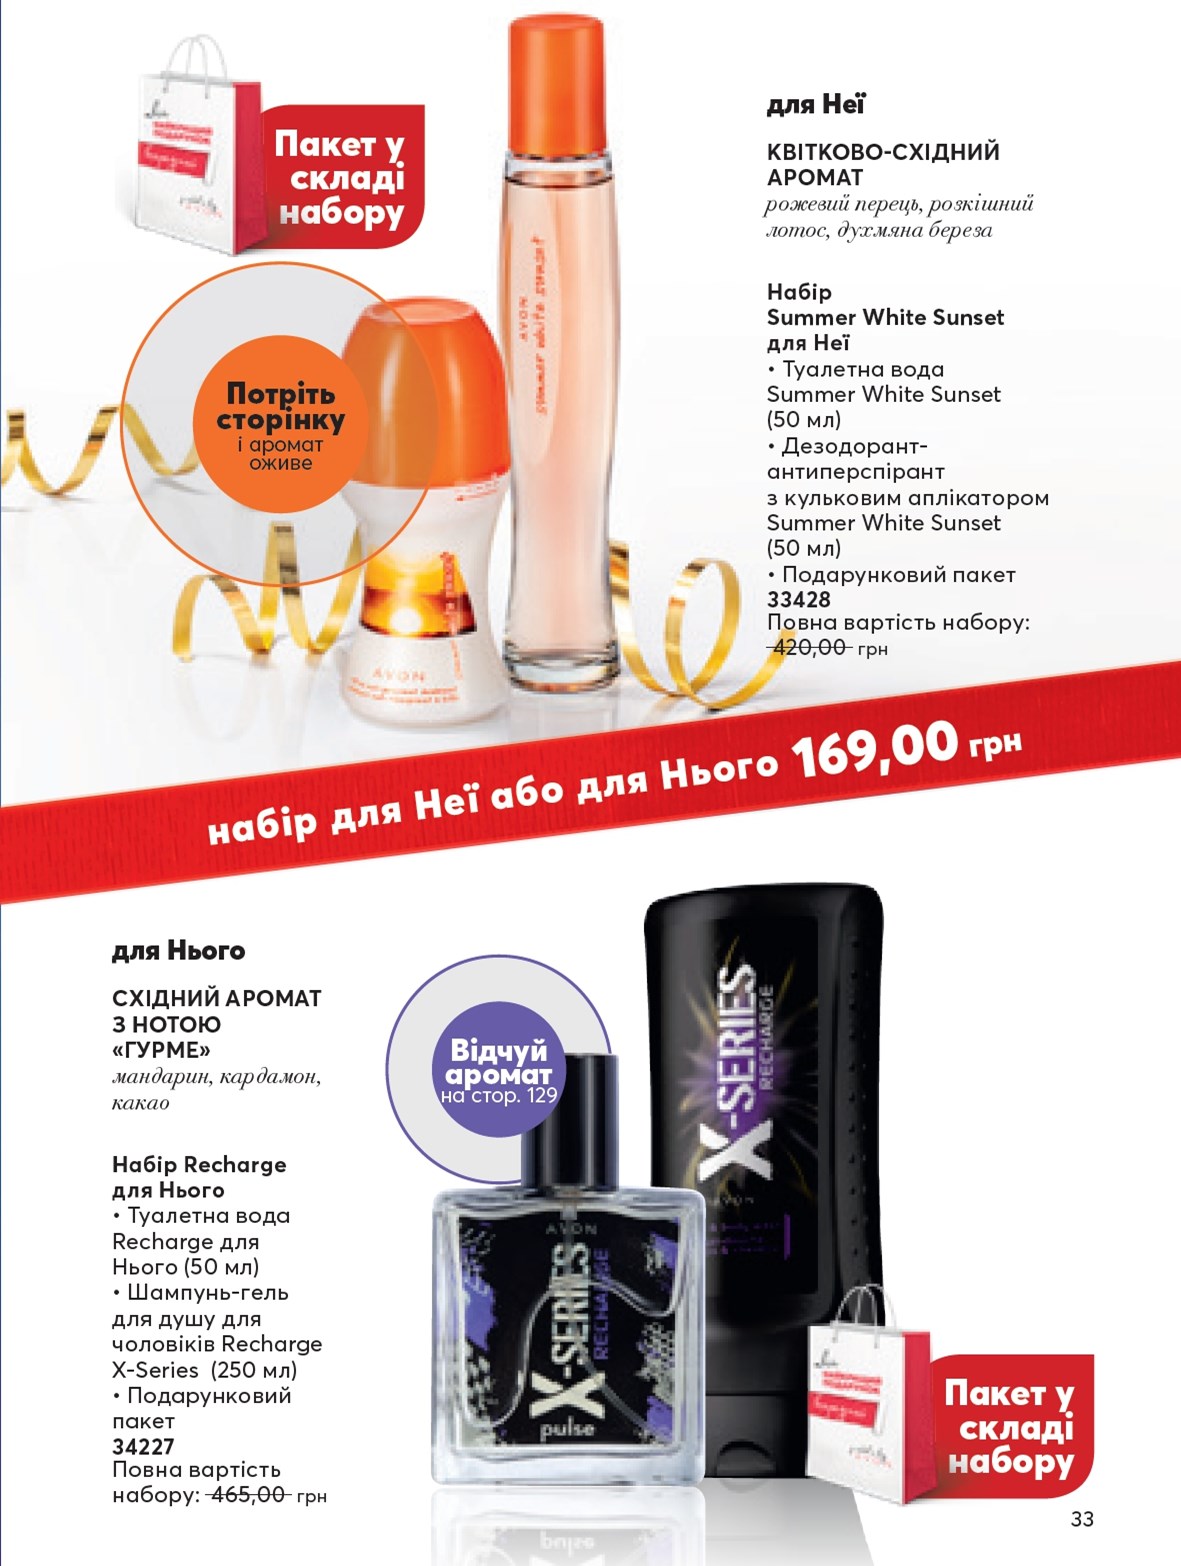 Пакет у
складі
набору
для Неї
КВІТКОВО-СХІДНИЙ
АРОМАТ
рожевий перець, розкішний
лотос, духмяна береза
Потріть
сторінку
і аромат
оживе
AVON
summer white sunset
AVON
Набір
Summer White Sunset
для Неї
• Туалетна вода
Summer White Sunset
(50 мл)
• Дезодорант-
антиперспірант
з кульковим аплікатором
Summer White Sunset
(50 мл)
• Подарунковий пакет
33428
Повна вартість набору:
420,00 грн
набір для Неї або для Нього 169,00 грн
для Нього
СХІДНИЙ АРОМАТ
З НОТОЮ
«ГУРМЕ»
мандарин, кардамон,
какао
Відчуй
аромат
на стор. 129
Набір Recharge
для Нього
• Туалетна вода
Recharge для
Нього (50 мл)
• Шампунь-гель
для душу для
чоловіків Recharge
X-Series (250 мл)
• Подарунковий
пакет
34227
Повна вартість
набору: 465,00 грн
X-SERIES
RECHARGE
AVON
AVON
X-SERIES
RECHARGE
pulse
Пакет у
складі
набору
33